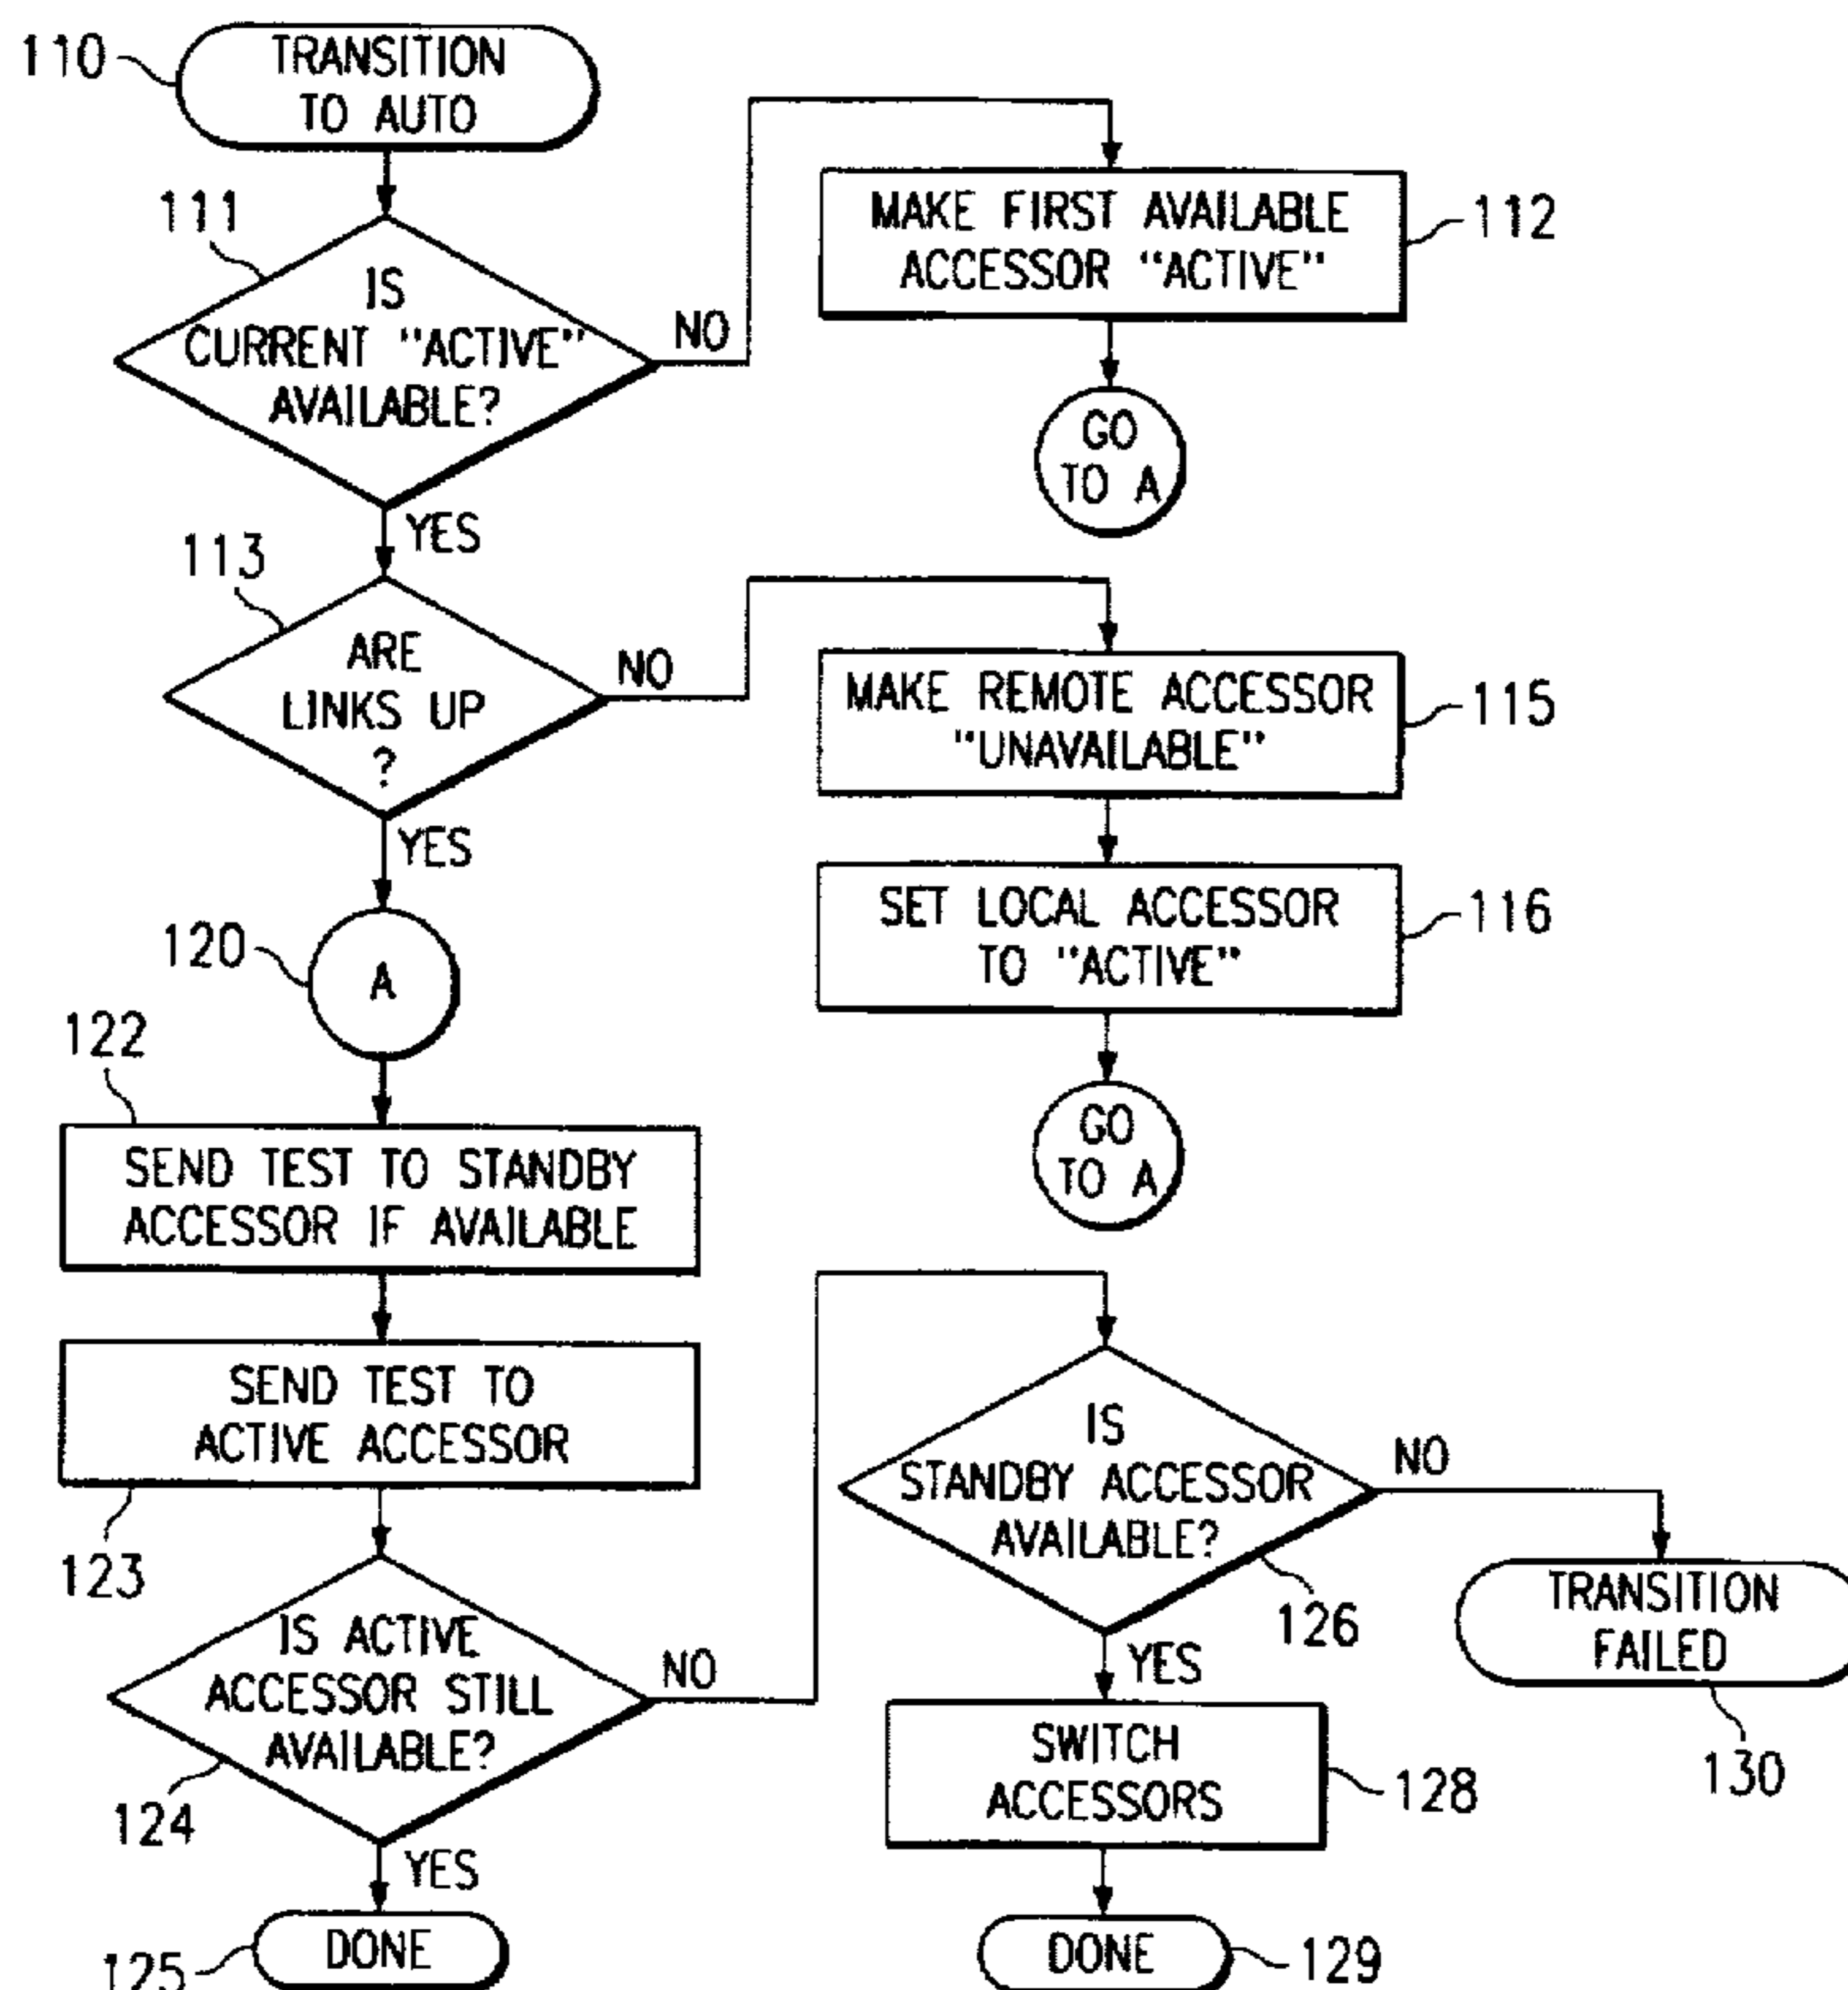 110
TRANSITION
TO AUTO
111
IS
CURRENT "ACTIVE"
AVAILABLE?
NO
MAKE FIRST AVAILABLE
ACCESSOR "ACTIVE"
112
GO
TO A
YES
113
ARE
LINKS UP
?
NO
MAKE REMOTE ACCESSOR
"UNAVAILABLE"
115
YES
SET LOCAL ACCESSOR
TO "ACTIVE"
116
120
A
GO
TO A
122
SEND TEST TO STANDBY
ACCESSOR IF AVAILABLE
SEND TEST TO
ACTIVE ACCESSOR
123
IS ACTIVE
ACCESSOR STILL
AVAILABLE?
124
NO
IS
STANDBY ACCESSOR
AVAILABLE?
126
NO
TRANSITION
FAILED
130
YES
SWITCH
ACCESSORS
128
YES
DONE
125
DONE
129